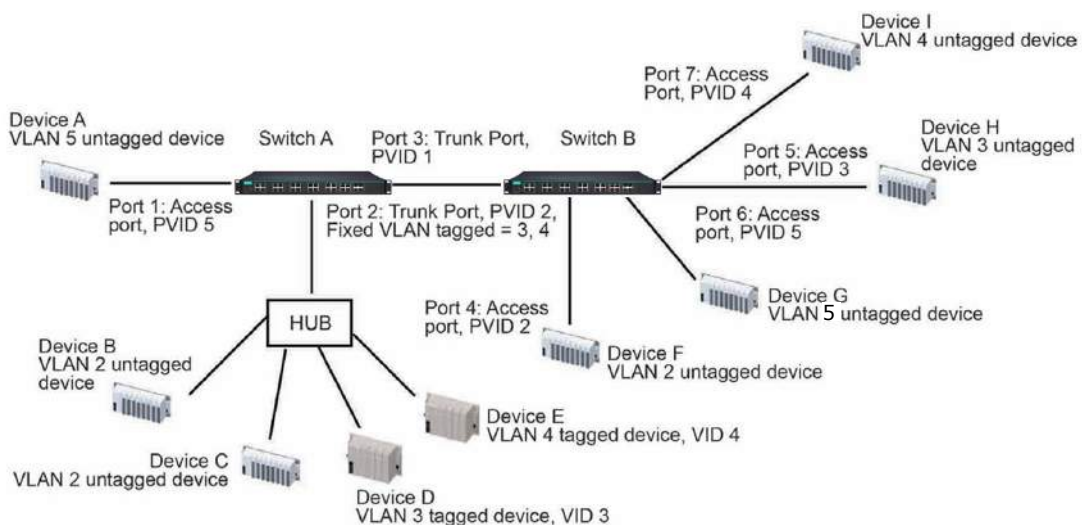 Device I
VLAN 4 untagged device
Port 7: Access
Port, PVID 4
Device A
VLAN 5 untagged device
Switch A
Port 3: Trunk Port,
PVID 1
Switch B
Device H
VLAN 3 untagged
device
Port 5: Access
port, PVID 3
Port 1: Access
port, PVID 5
Port 2: Trunk Port, PVID 2,
Fixed VLAN tagged = 3, 4
Port 6: Access
port, PVID 5
Device G
VLAN 5 untagged device
Port 4: Access
port, PVID 2
HUB
Device F
VLAN 2 untagged device
Device B
VLAN 2 untagged
device
Device E
VLAN 4 tagged device, VID 4
Device C
VLAN 2 untagged device
Device D
VLAN 3 tagged device, VID 3